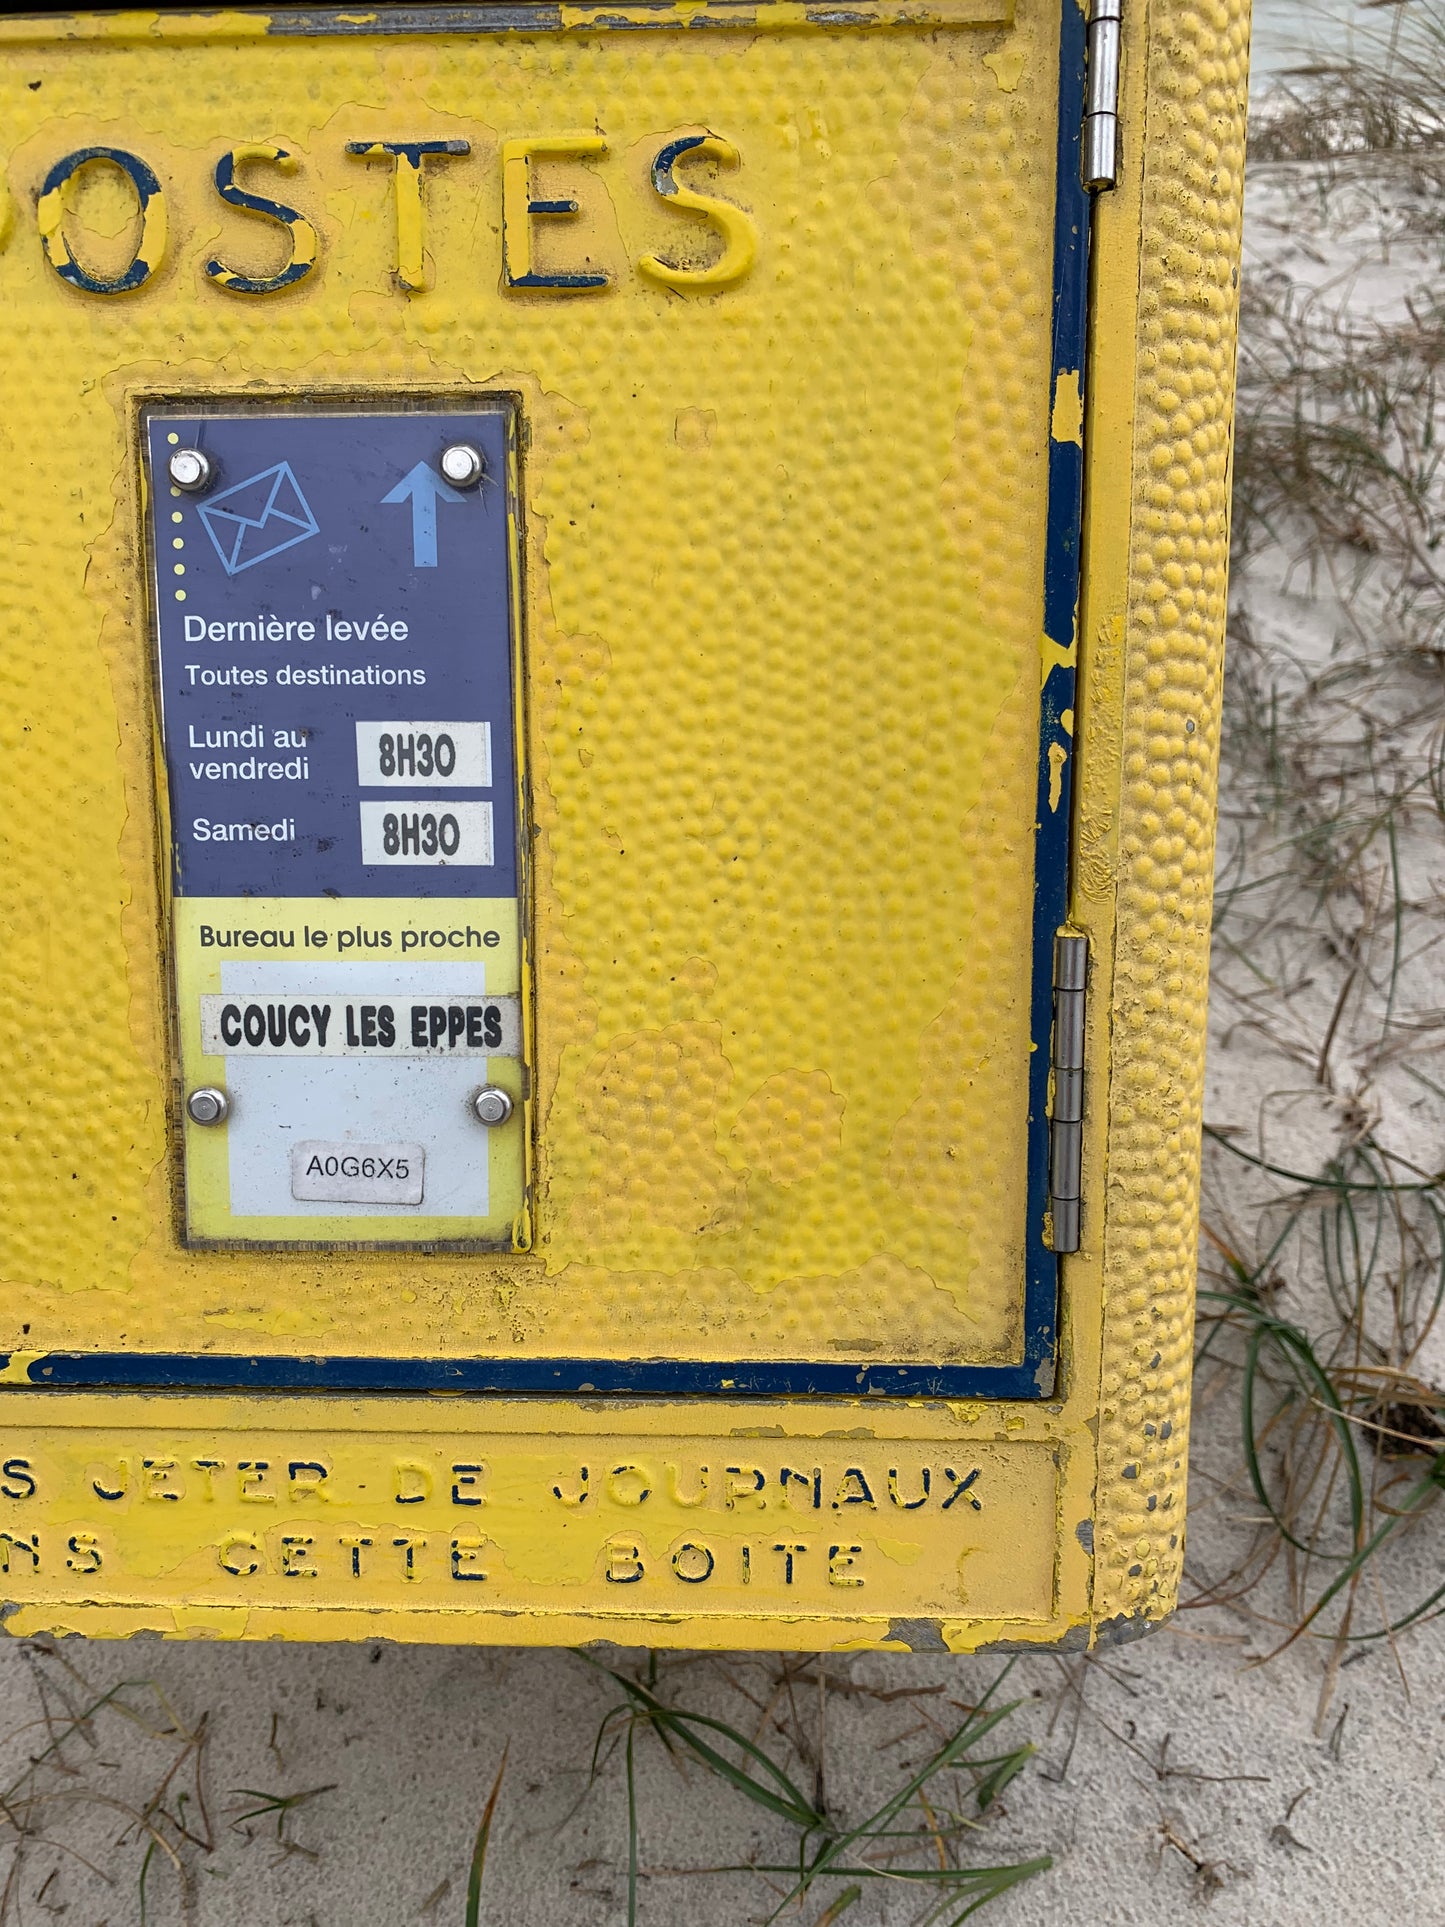 POSTES
Dernière levée
Toutes destinations
Lundi au
vendredi
8H30
Samedi
8H30
Bureau le plus proche
COUCY LES EPPES
A0G6X5
S JETER DE JOURNAUX
NS CETTE BOITE